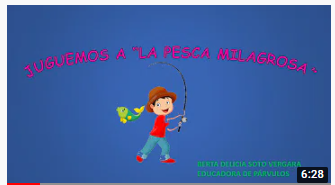 JUGUEMOS A "LA PESCA MILAGROSA"
BERTA DELICIA SOTO VERGARA
EDUCADORA DE PÁRVULOS
6:28